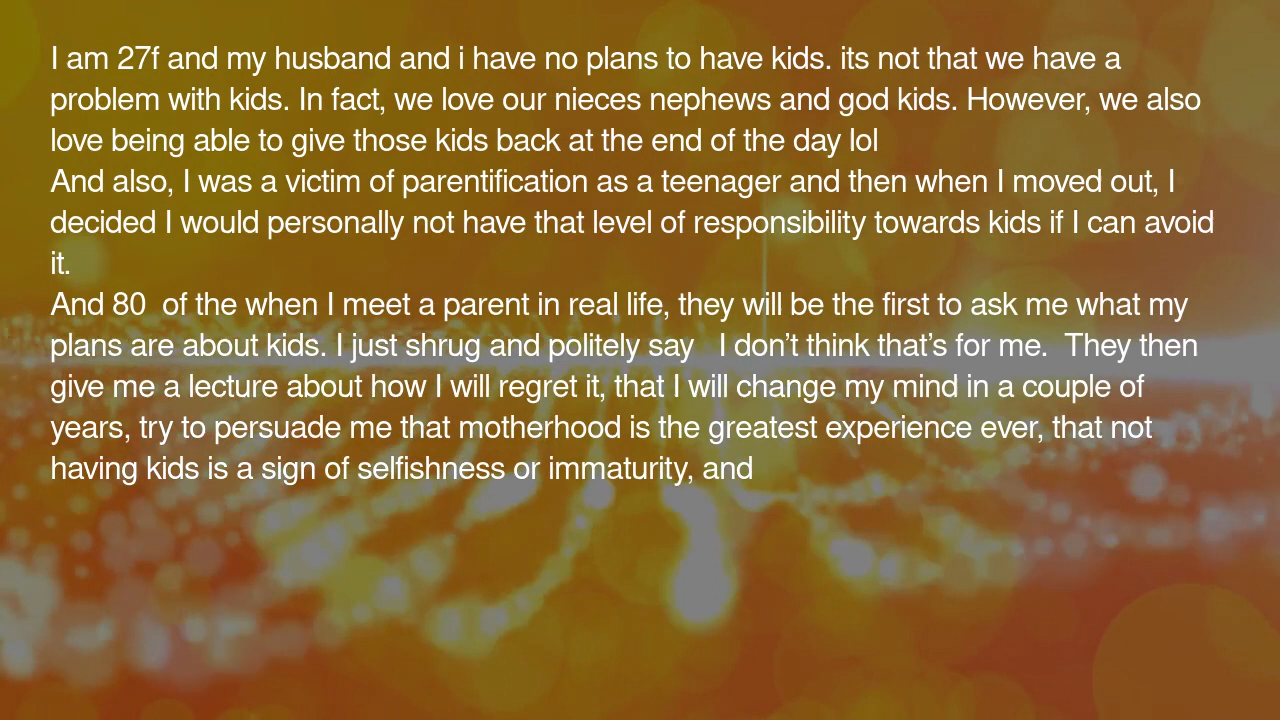 I am 27f and my husband and i have no plans to have kids. its not that we have a
problem with kids. In fact, we love our nieces nephews and god kids. However, we also
love being able to give those kids back at the end of the day lol
And also, I was a victim of parentification as a teenager and then when I moved out, I
decided I would personally not have that level of responsibility towards kids if I can avoid
it.
And 80  of the when I meet a parent in real life, they will be the first to ask me what my
plans are about kids. I just shrug and politely say   I don’t think that’s for me.  They then
give me a lecture about how I will regret it, that I will change my mind in a couple of
years, try to persuade me that motherhood is the greatest experience ever, that not
having kids is a sign of selfishness or immaturity, and